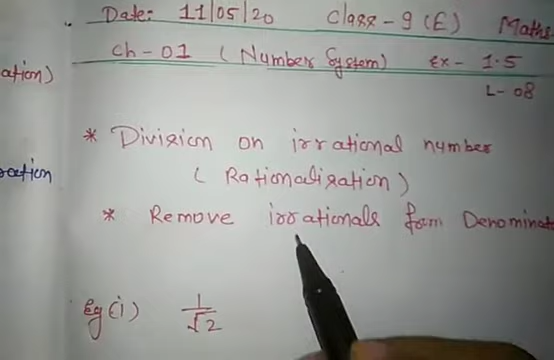 Date: 11/05/20 Class - 9 (E) Maths
Ch - 01 (Number System) Ex - 1.5
ation)
L - 08
* Division on irrational number
ration
( Rationalisation )
* Remove irrationals from Denominat
Eg (i) 1/√2